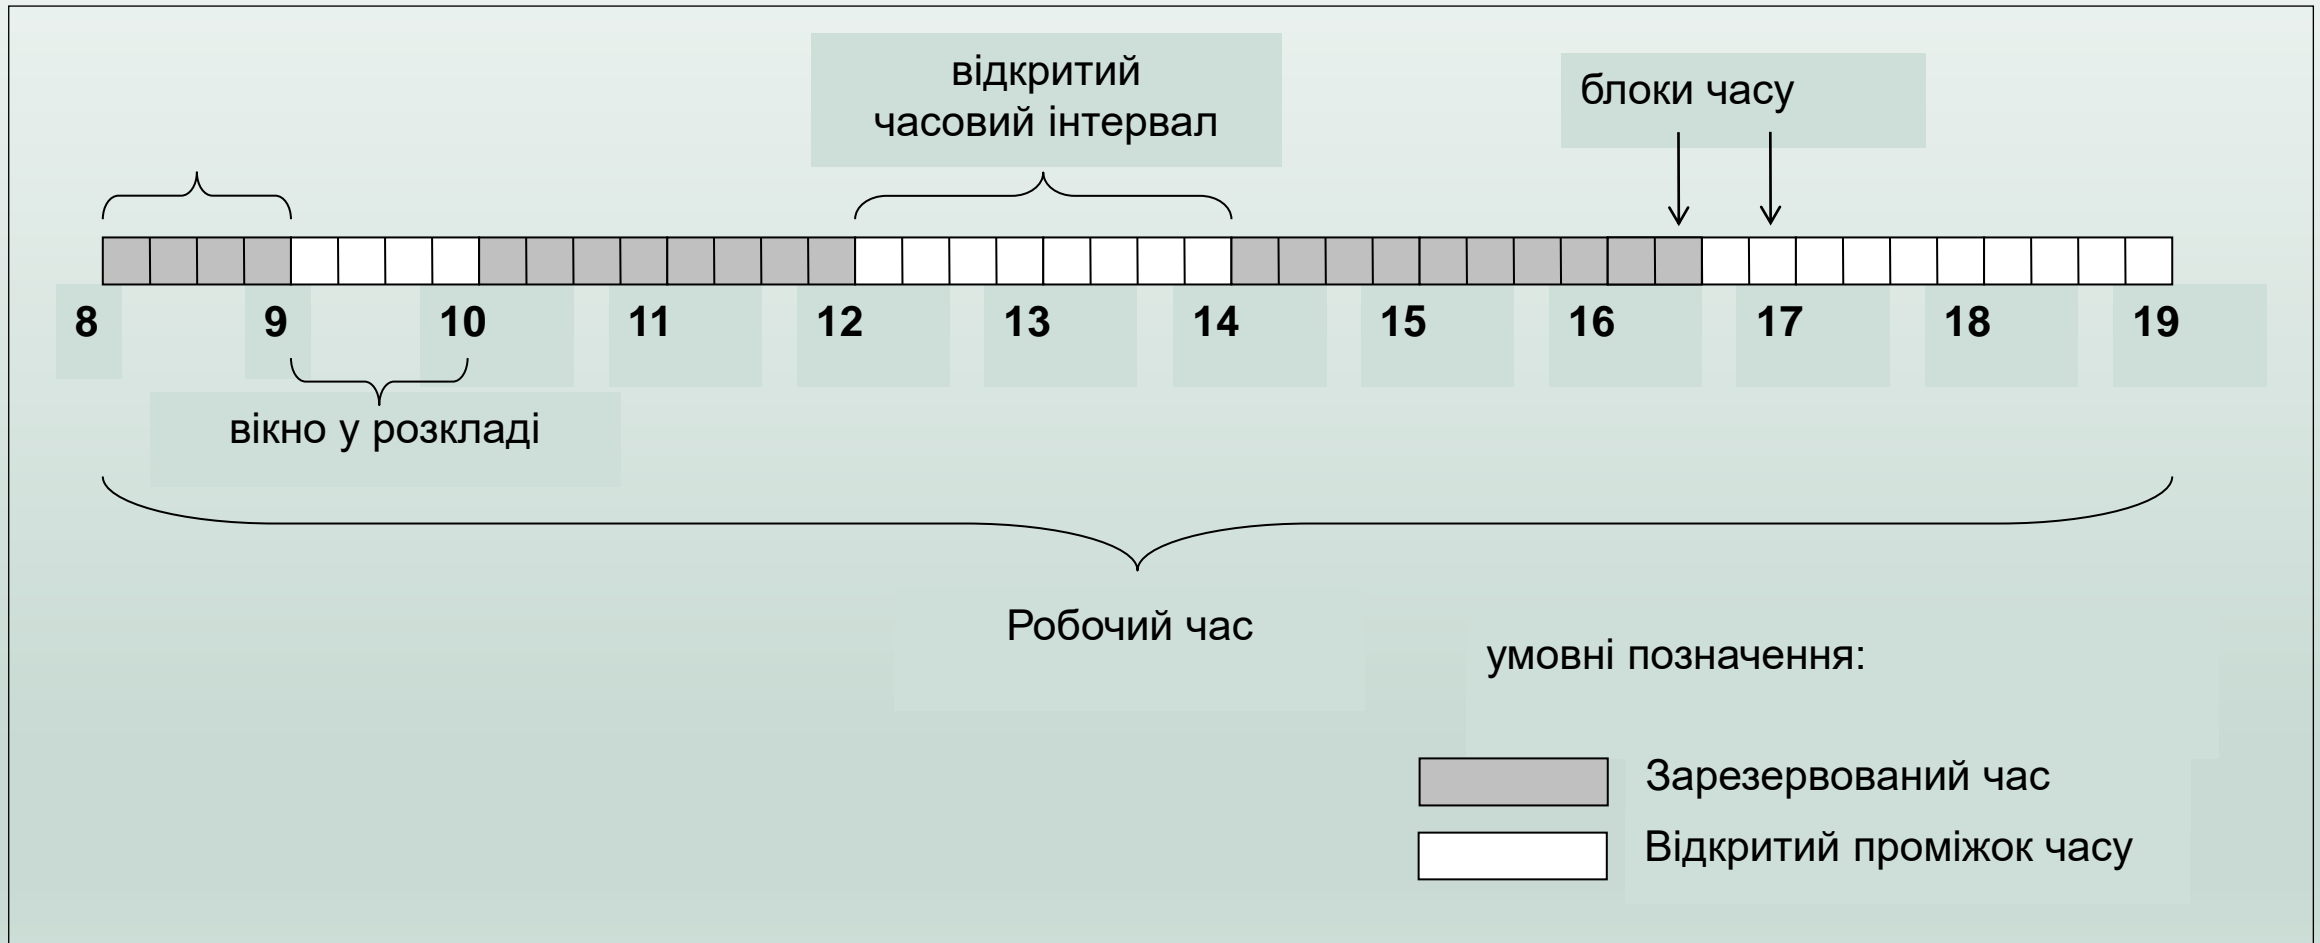 відкритий
часовий інтервал
блоки часу
8 9 10 11 12 13 14 15 16 17 18 19
вікно у розкладі
Робочий час
умовні позначення:
Зарезервований час
Відкритий проміжок часу